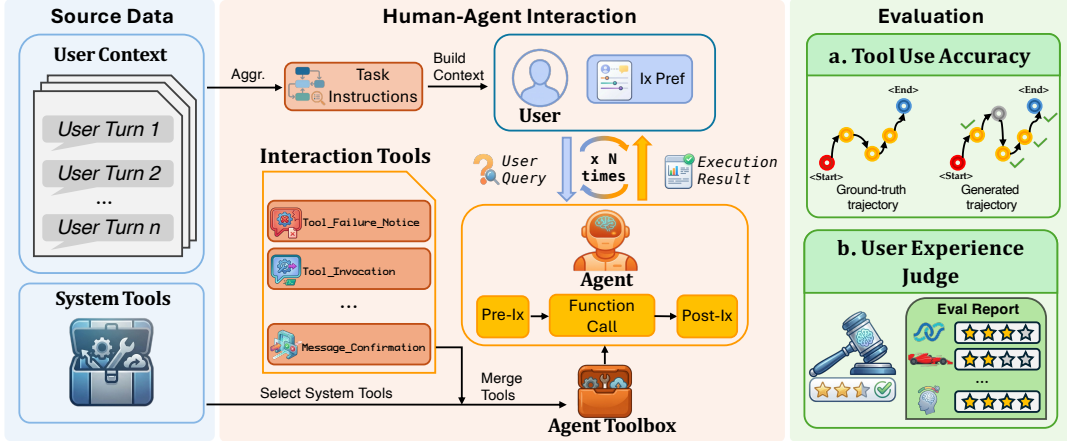 Source Data
User Context
User Turn 1
User Turn 2
...
User Turn n
System Tools
Human-Agent Interaction
Aggr.
Task
Instructions
Build
Context
User
Ix Pref
Interaction Tools
Tool_Failure_Notice
Tool_Invocation
...
Message_Confirmation
User
Query
x N
times
Execution
Result
Agent
Pre-Ix
Function
Call
Post-Ix
Select System Tools
Merge
Tools
Agent Toolbox
Evaluation
a. Tool Use Accuracy
<End>
<Start>
Ground-truth
trajectory
<End>
<Start>
Generated
trajectory
b. User Experience
Judge
Eval Report
...